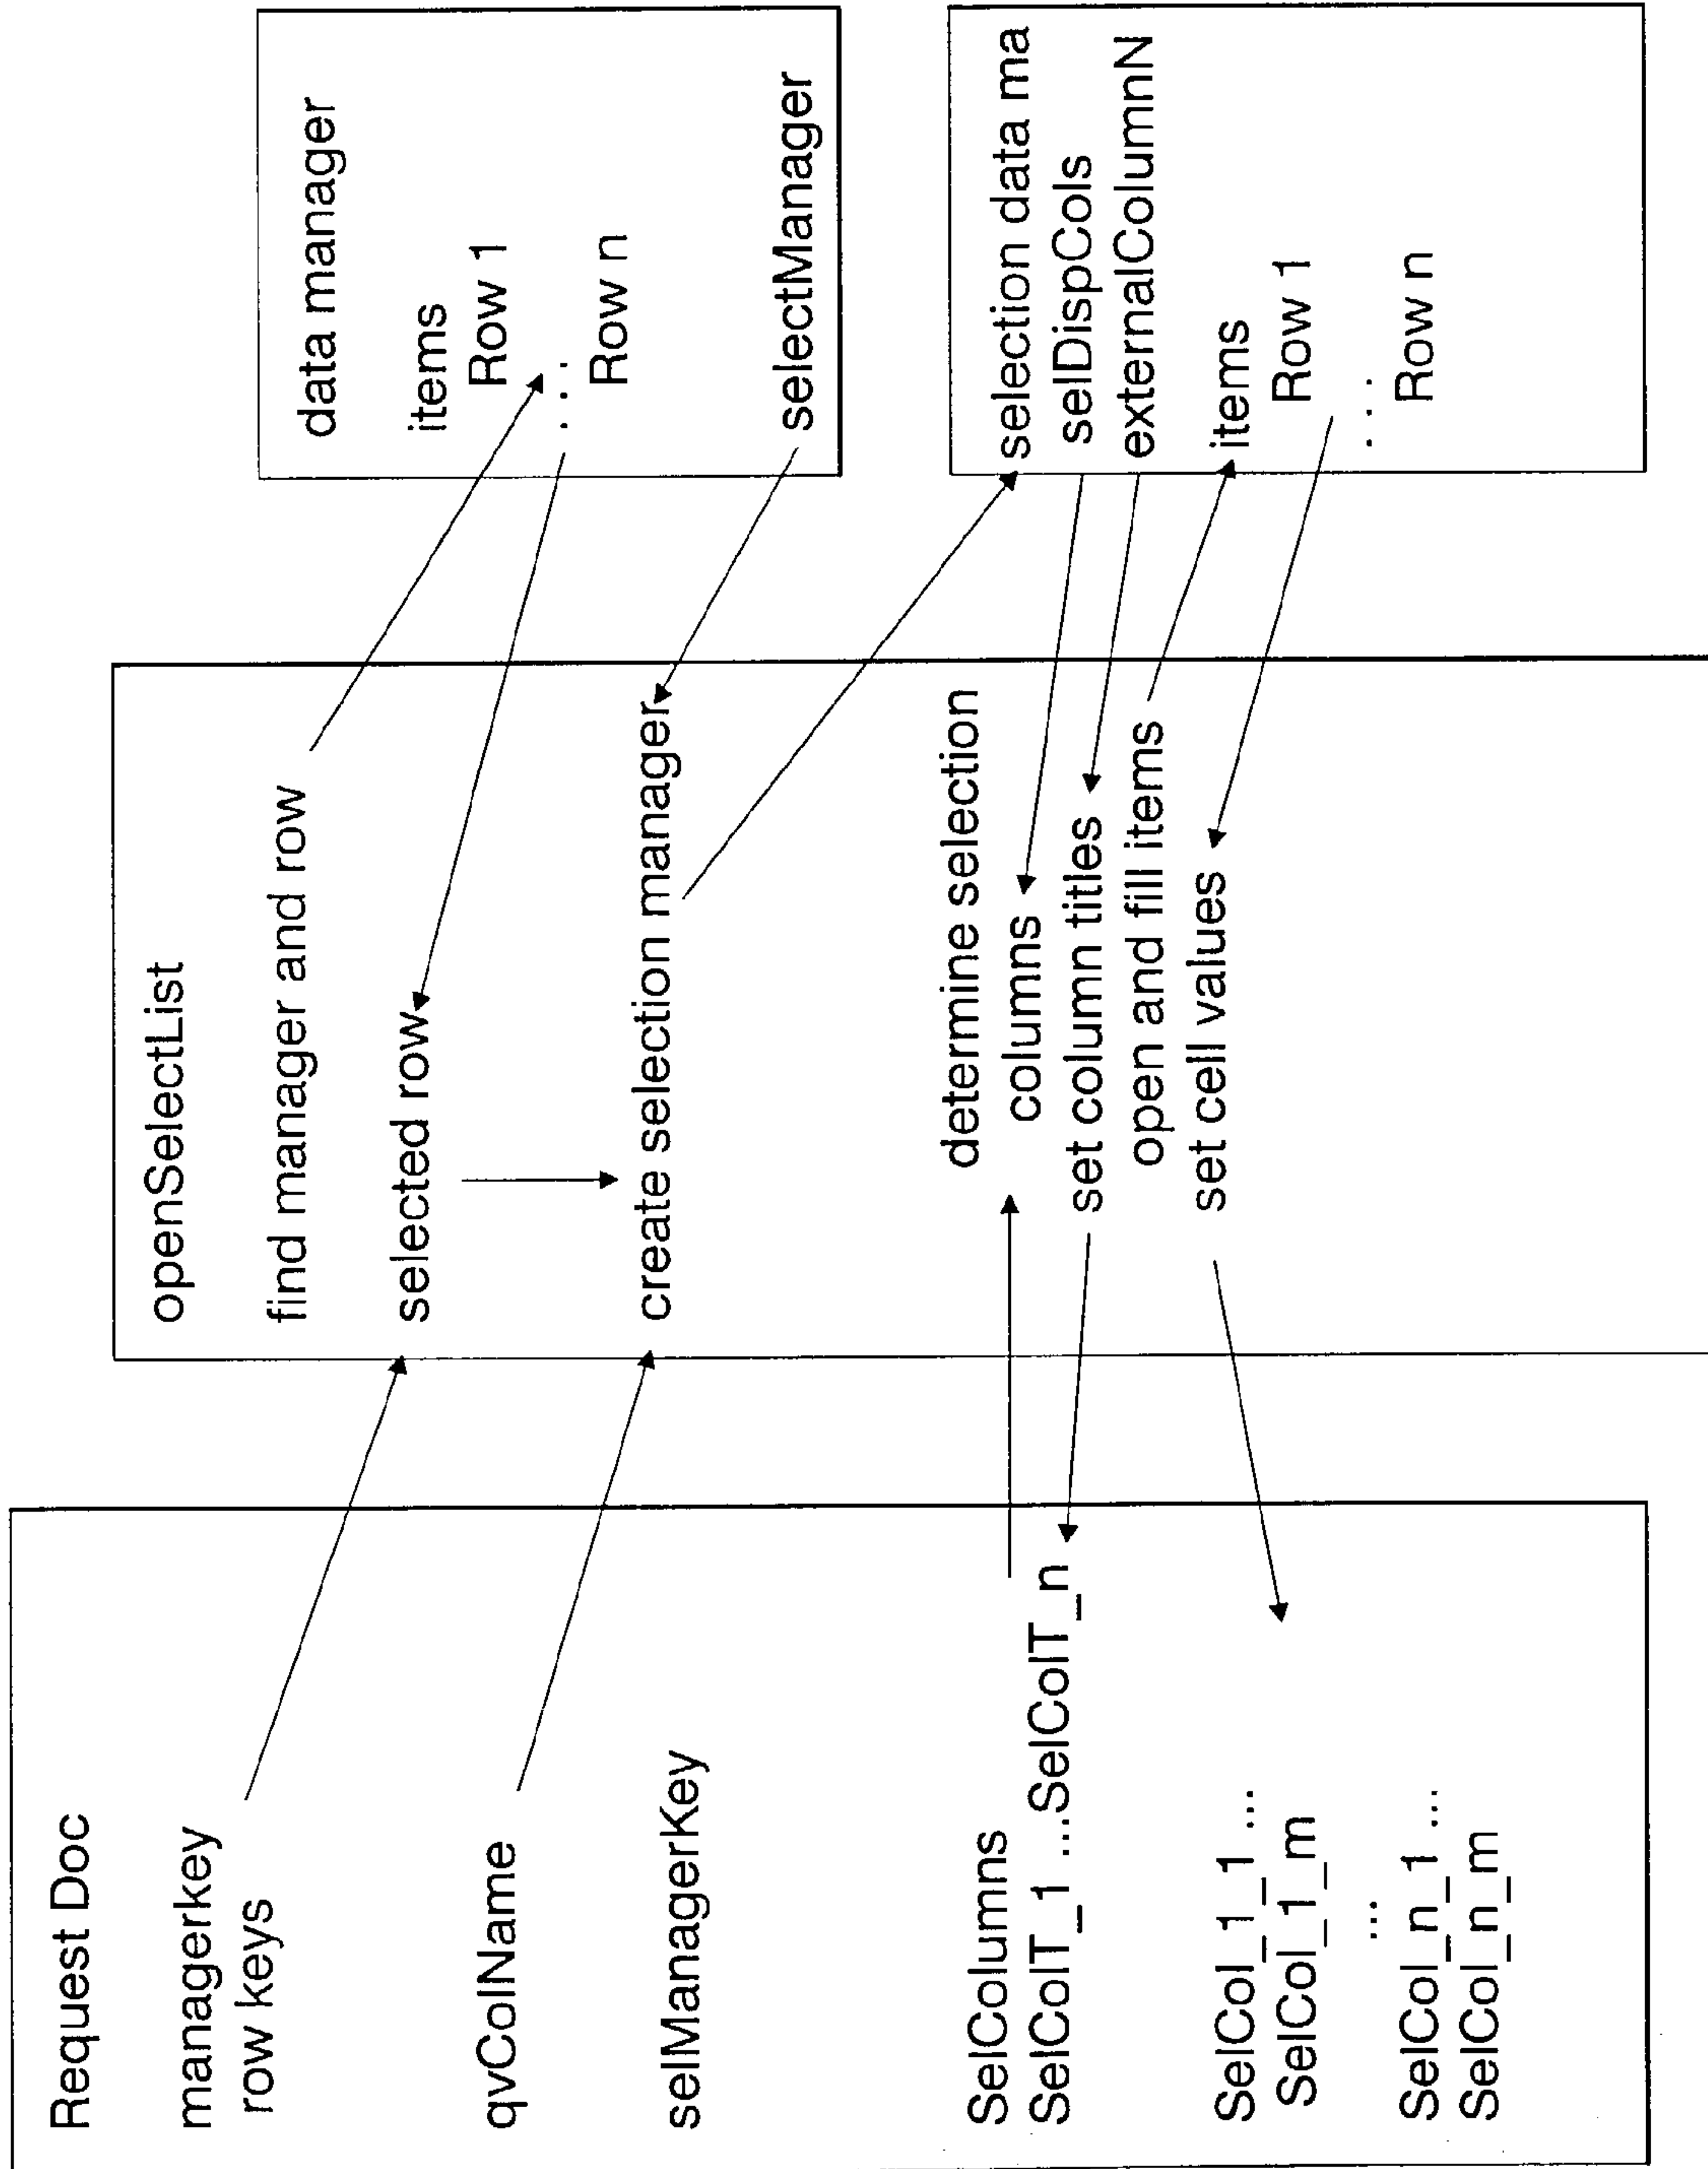 Request Doc
managerkey
row keys
qvColName
selManagerKey
SelColumns
SelColT_1 ...SelColT_n
SelCol_1_1 ...
SelCol_1_m
...
SelCol_n_1 ...
SelCol_n_m
openSelectList
find manager and row
selected row
create selection manager
determine selection
columns
set column titles
open and fill items
set cell values
data manager
items
Row 1
. . .
Row n
selectManager
selection data ma
selDispCols
externalColumnN
items
Row 1
. . .
Row n